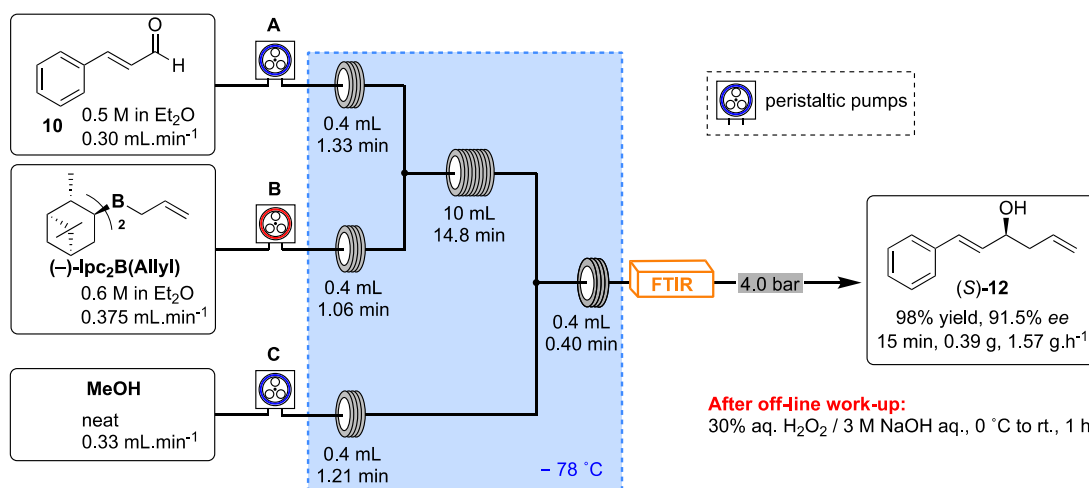 A
O
H
10
0.5 M in Et₂O
0.30 mL.min⁻¹
0.4 mL
1.33 min
peristaltic pumps
B
2
B
(–)-Ipc₂B(Allyl)
0.6 M in Et₂O
0.375 mL.min⁻¹
10 mL
14.8 min
0.4 mL
1.06 min
FTIR
4.0 bar
0.4 mL
0.40 min
OH
(S)-12
98% yield, 91.5% ee
15 min, 0.39 g, 1.57 g.h⁻¹
C
MeOH
neat
0.33 mL.min⁻¹
0.4 mL
1.21 min
– 78 ˚C
After off-line work-up:
30% aq. H₂O₂ / 3 M NaOH aq., 0 ˚C to rt., 1 h